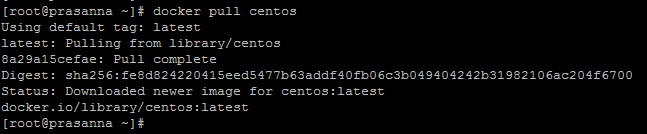 [root@prasanna ~]# docker pull centos
Using default tag: latest
latest: Pulling from library/centos
8a29a15cefae: Pull complete
Digest: sha256:fe8d824220415eed5477b63addf40fb06c3b049404242b31982106ac204f6700
Status: Downloaded newer image for centos:latest
docker.io/library/centos:latest
[root@prasanna ~]#